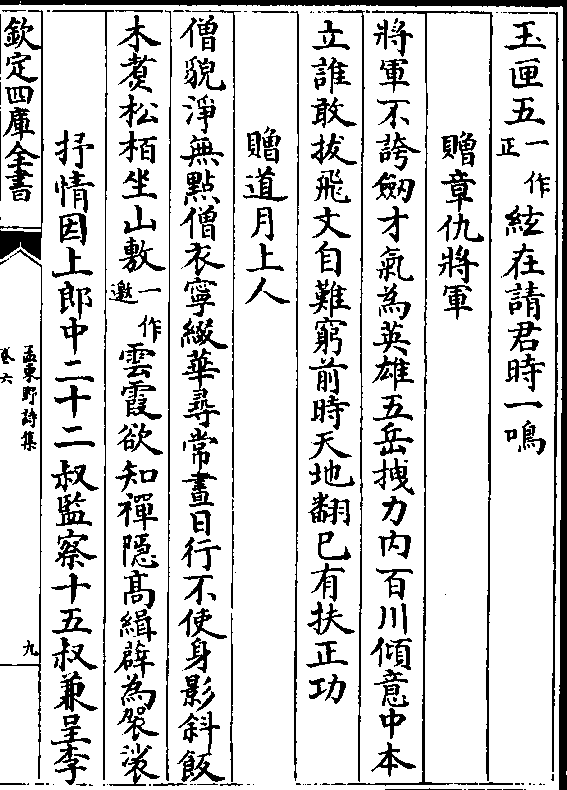 玉匣五一作正絃在請君時一鳴
贈章仇將軍
將軍不誇劒才氣為英雄五岳拽力内百川傾意中本
立誰敢拔飛文自難窮前時天地翻已有扶正功
贈道月上人
僧貌淨無點僧衣寧綴華尋常晝日行不使身影斜飯
木煑松栢坐山敷一作邀雲霞欲知禪隱髙緝薜為袈裟
抒情因上郎中二十二叔監察十五叔兼呈李
欽定四庫全書
孟東野詩集
卷六
九